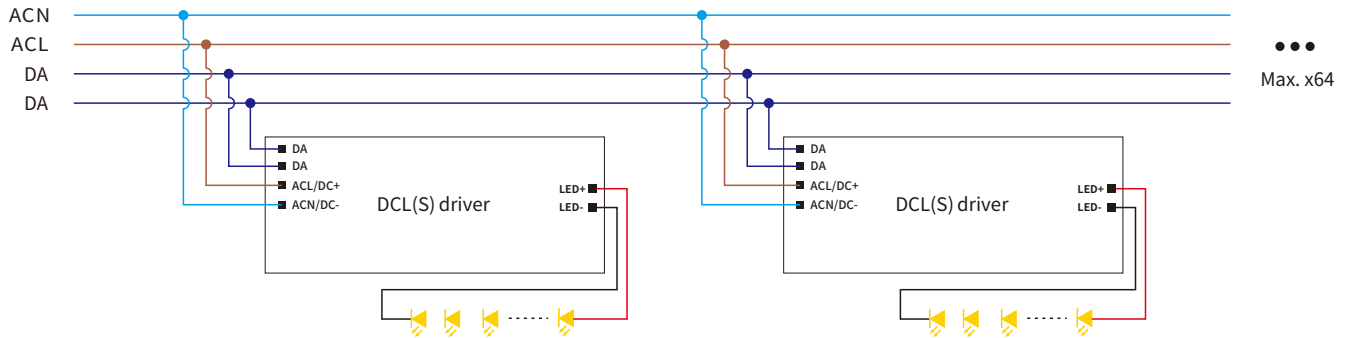 ACN
ACL
DA
DA
•••
Max. x64
DA
DA
ACL/DC+
ACN/DC-
DCL(S) driver
LED+
LED-
DA
DA
ACL/DC+
ACN/DC-
DCL(S) driver
LED+
LED-